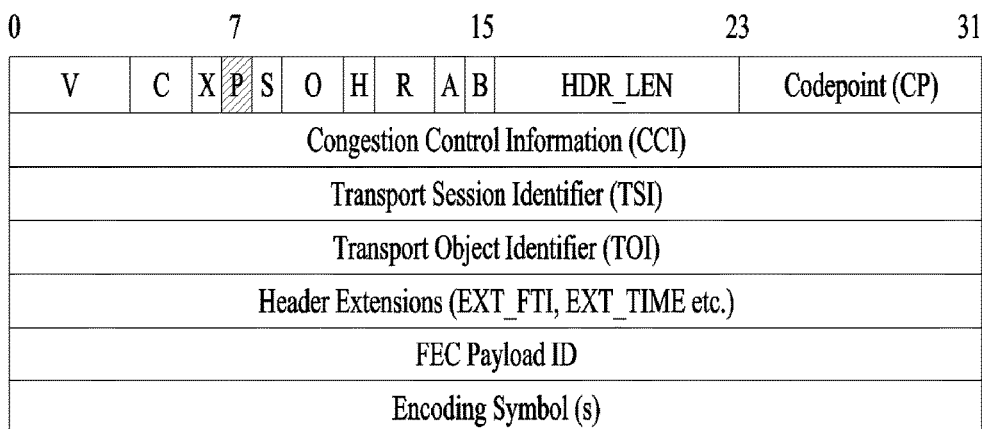 0 7 15 23 31
V C X P S O H R A B HDR_LEN Codepoint (CP)
Congestion Control Information (CCI)
Transport Session Identifier (TSI)
Transport Object Identifier (TOI)
Header Extensions (EXT_FTI, EXT_TIME etc.)
FEC Payload ID
Encoding Symbol (s)